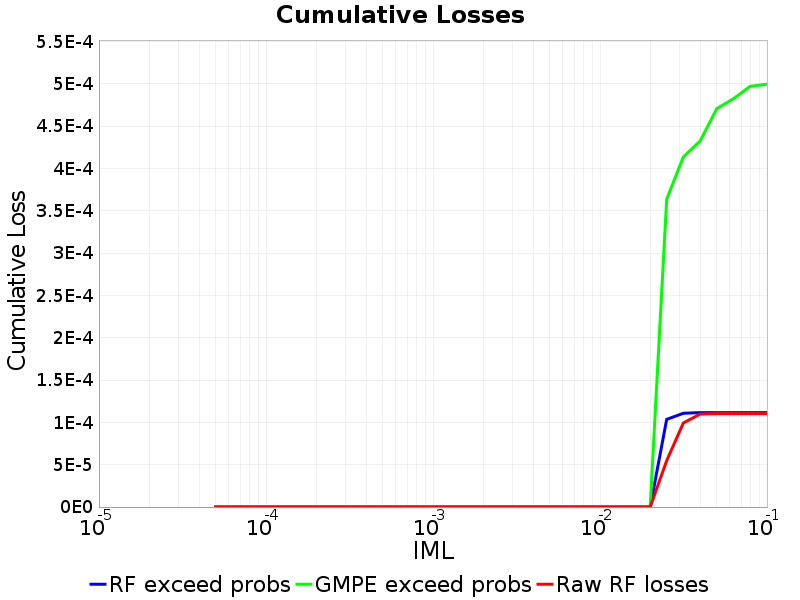 Cumulative Losses
Cumulative Loss
5.5E-4
5E-4
4.5E-4
4E-4
3.5E-4
3E-4
2.5E-4
2E-4
1.5E-4
1E-4
5E-5
0E0
10^-5 10^-4 10^-3 10^-2 10^-1
IML
RF exceed probs GMPE exceed probs Raw RF losses